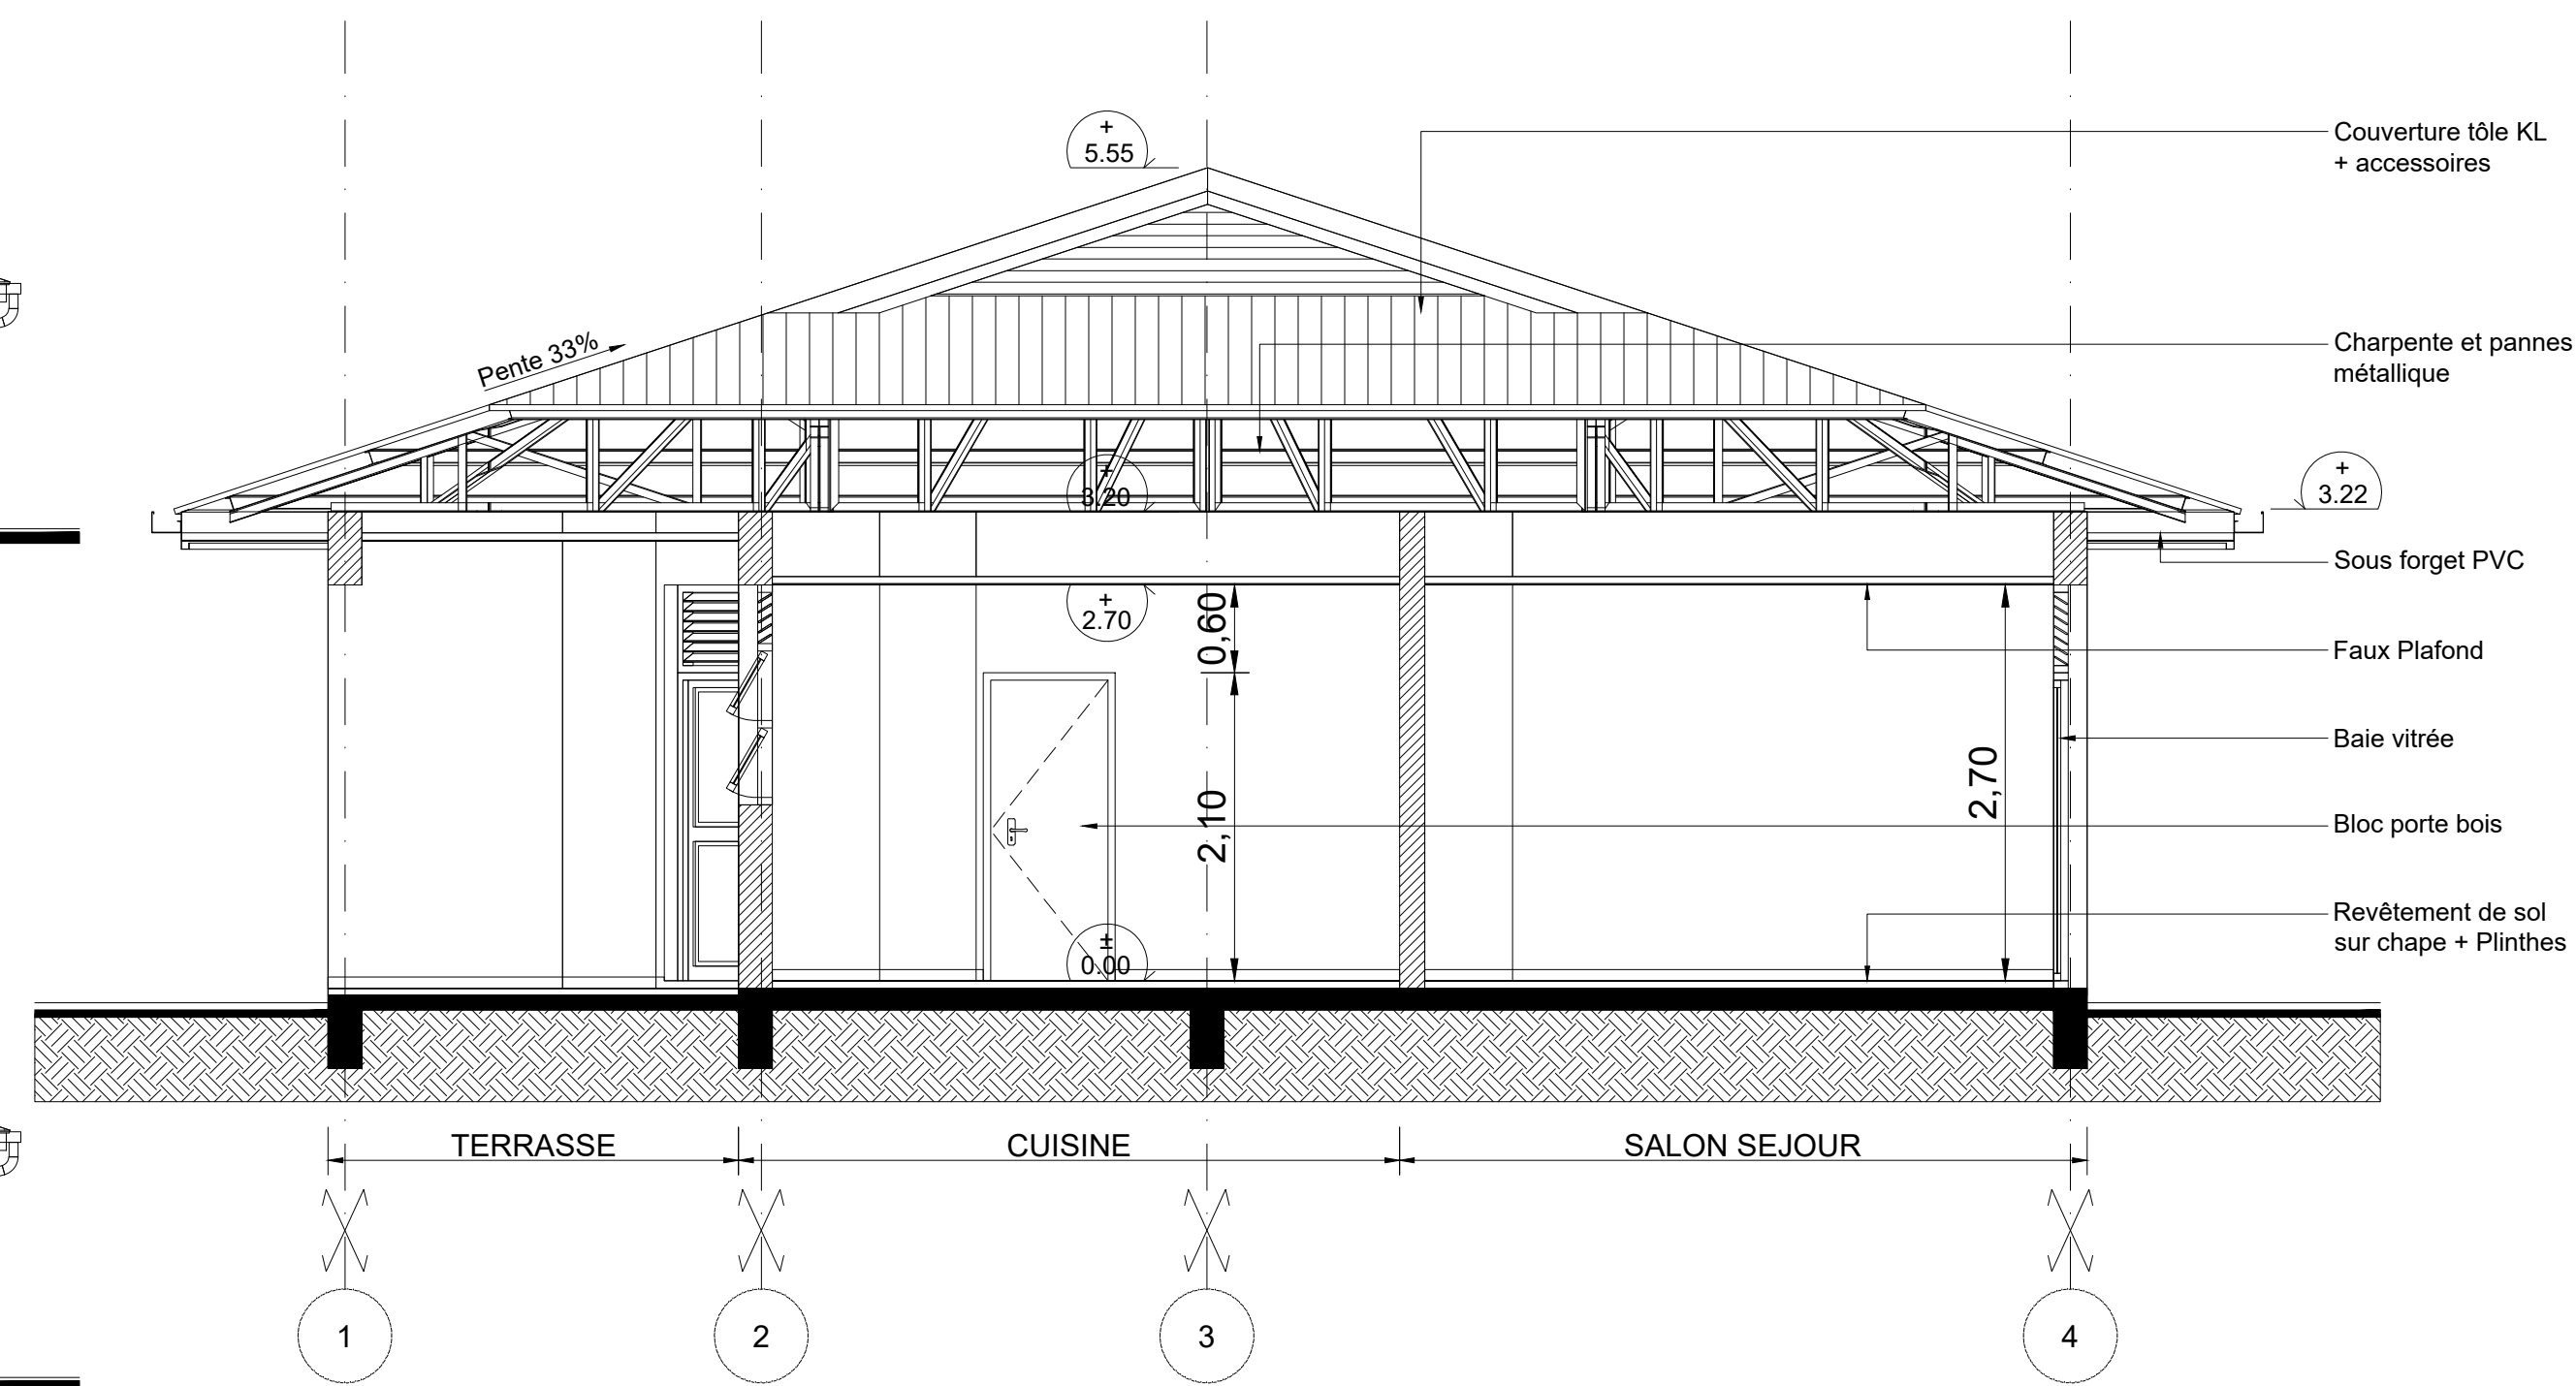 +
5.55
Couverture tôle KL
+ accessoires
Pente 33%
Charpente et pannes
métallique
+
3.20
+
3.22
Sous forget PVC
+
2.70
0,60
Faux Plafond
2,70
Baie vitrée
2,10
Bloc porte bois
±
0.00
Revêtement de sol
sur chape + Plinthes
TERRASSE
CUISINE
SALON SEJOUR
1
2
3
4